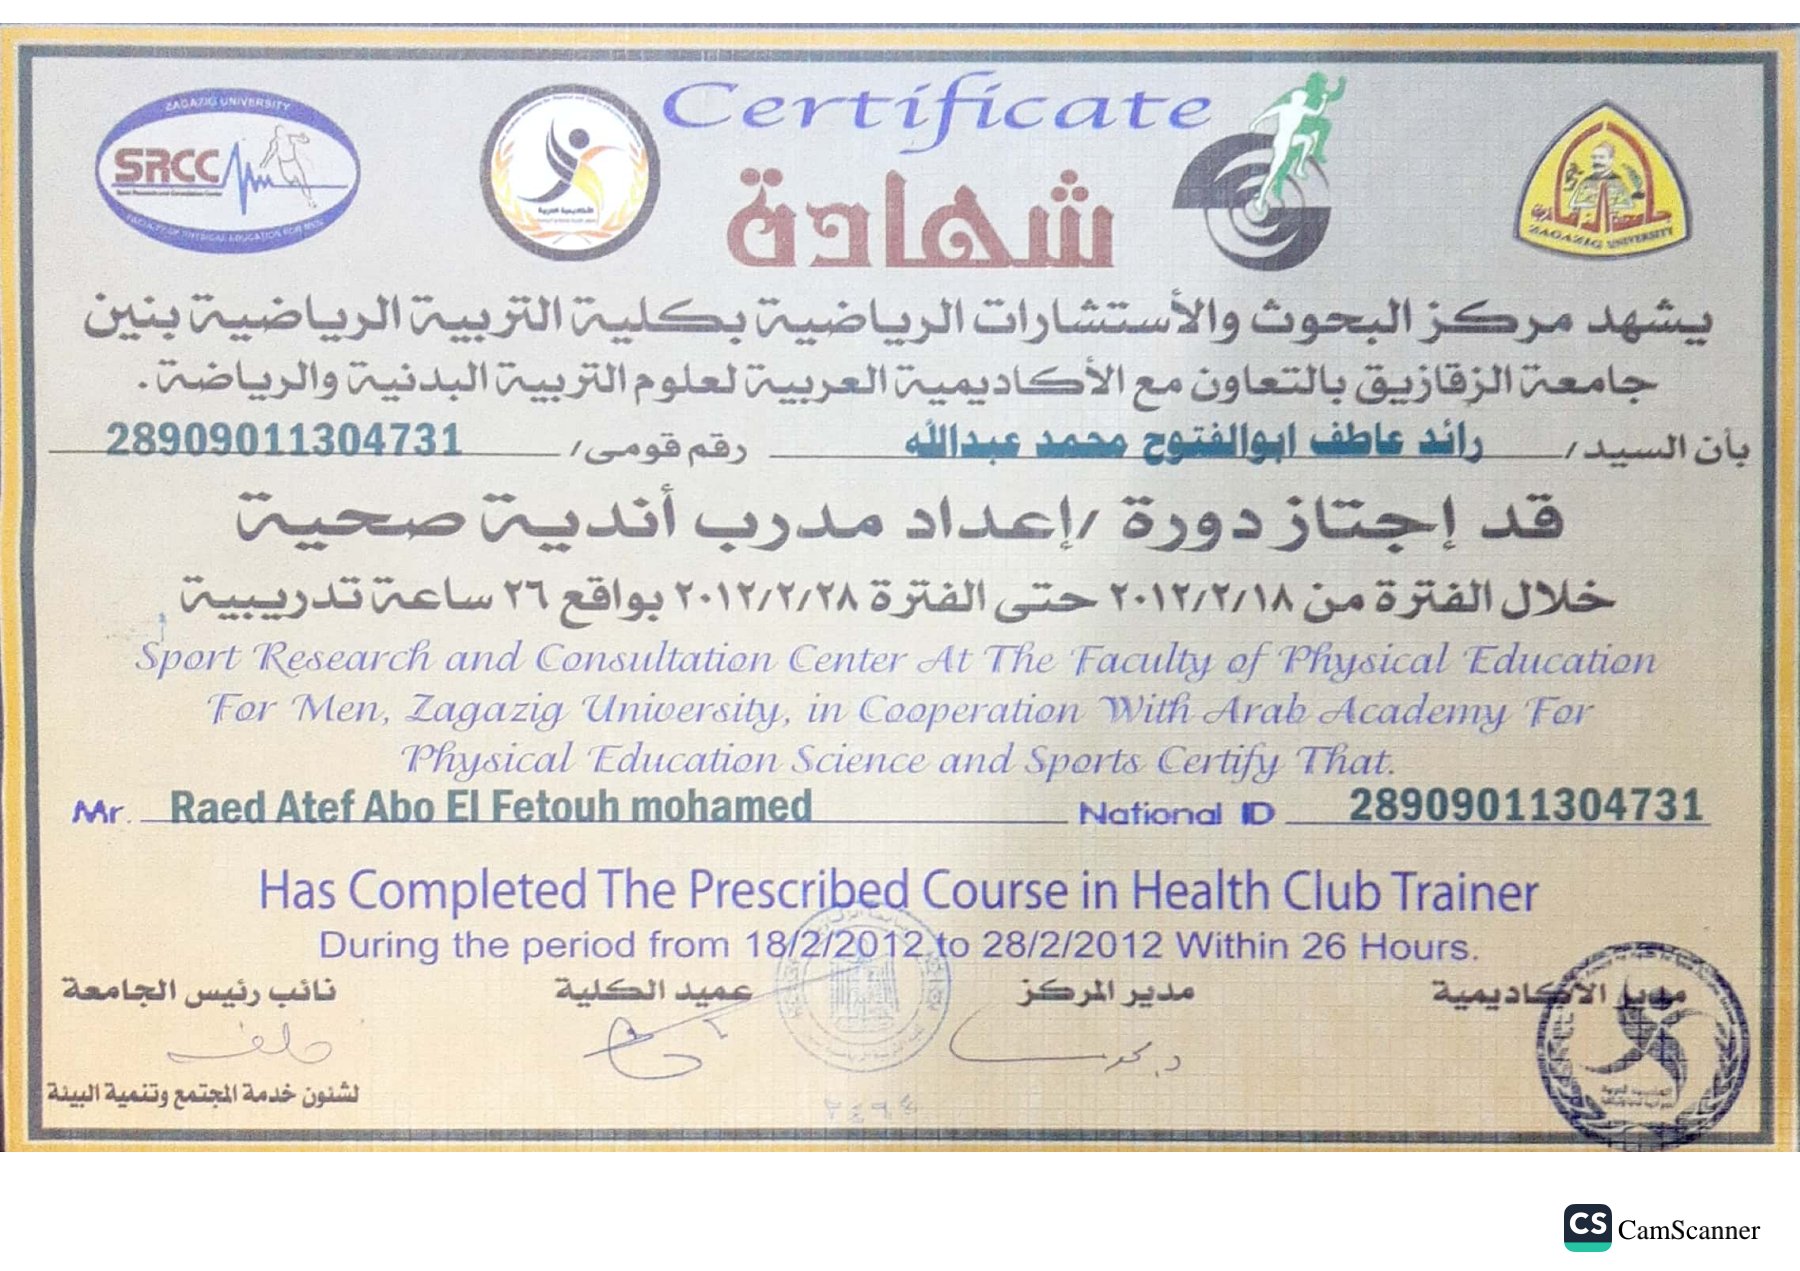 Certificate
شهادة
ZAGAZIG UNIVERSITY
SRCC
Sport Research and Consultation Center
FACULTY OF PHYSICAL EDUCATION FOR MEN
الأكاديمية العربية
جامعة الزقازيق
ZAGAZIG UNIVERSITY
يشهد مركز البحوث والأستشارات الرياضية بكلية التربية الرياضية بنين
جامعة الزقازيق بالتعاون مع الأكاديمية العربية لعلوم التربية البدنية والرياضة.
بأن السيد / رائد عاطف ابوالفتوح محمد عبدالله رقم قومى / 28909011304731
قد إجتاز دورة /إعداد مدرب أندية صحية
خلال الفترة من ٢٠١٢/٢/١٨ حتى الفترة ٢٠١٢/٢/٢٨ بواقع ٢٦ ساعة تدريبية
Sport Research and Consultation Center At The Faculty of Physical Education
For Men, Zagazig University, in Cooperation With Arab Academy For
Physical Education Science and Sports Certify That.
Mr. Raed Atef Abo El Fetouh mohamed National ID 28909011304731
Has Completed The Prescribed Course in Health Club Trainer
During the period from 18/2/2012 to 28/2/2012 Within 26 Hours.
مدير الأكاديمية مدير المركز عميد الكلية نائب رئيس الجامعة
لشئون خدمة المجتمع وتنمية البيئة
CS CamScanner